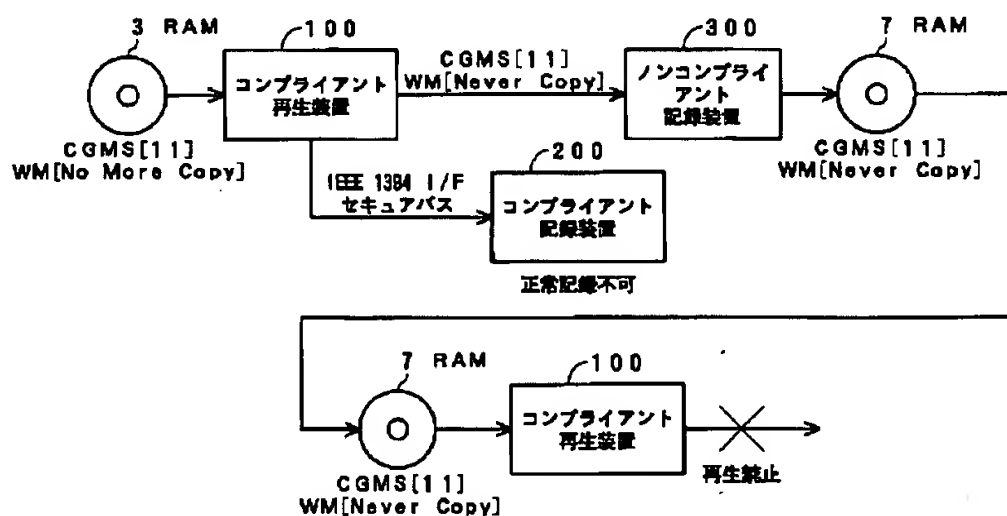 3 RAM
100
コンプライアント
再生装置
CGMS[11]
WM[No More Copy]
CGMS[11]
WM[Never Copy]
300
ノンコンプライ
アント
記録装置
7 RAM
CGMS[11]
WM[Never Copy]
IEEE 1394 I/F
セキュアバス
200
コンプライアント
記録装置
正常記録不可
7 RAM
CGMS[11]
WM[Never Copy]
100
コンプライアント
再生装置
再生禁止